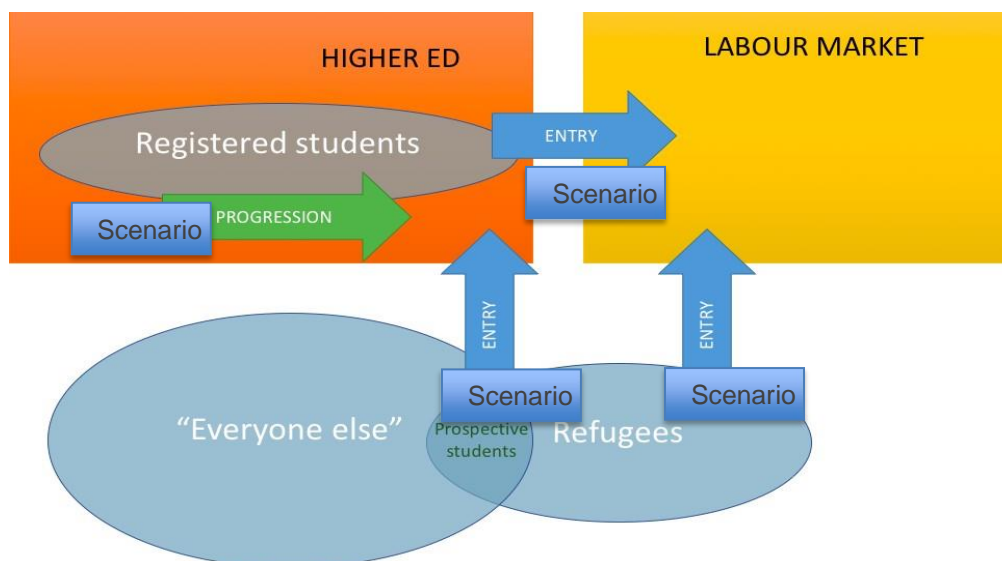 HIGHER ED
LABOUR MARKET
Registered students
ENTRY
Scenario
Scenario
PROGRESSION
ENTRY
ENTRY
Scenario
Scenario
“Everyone else”
Prospective
students
Refugees